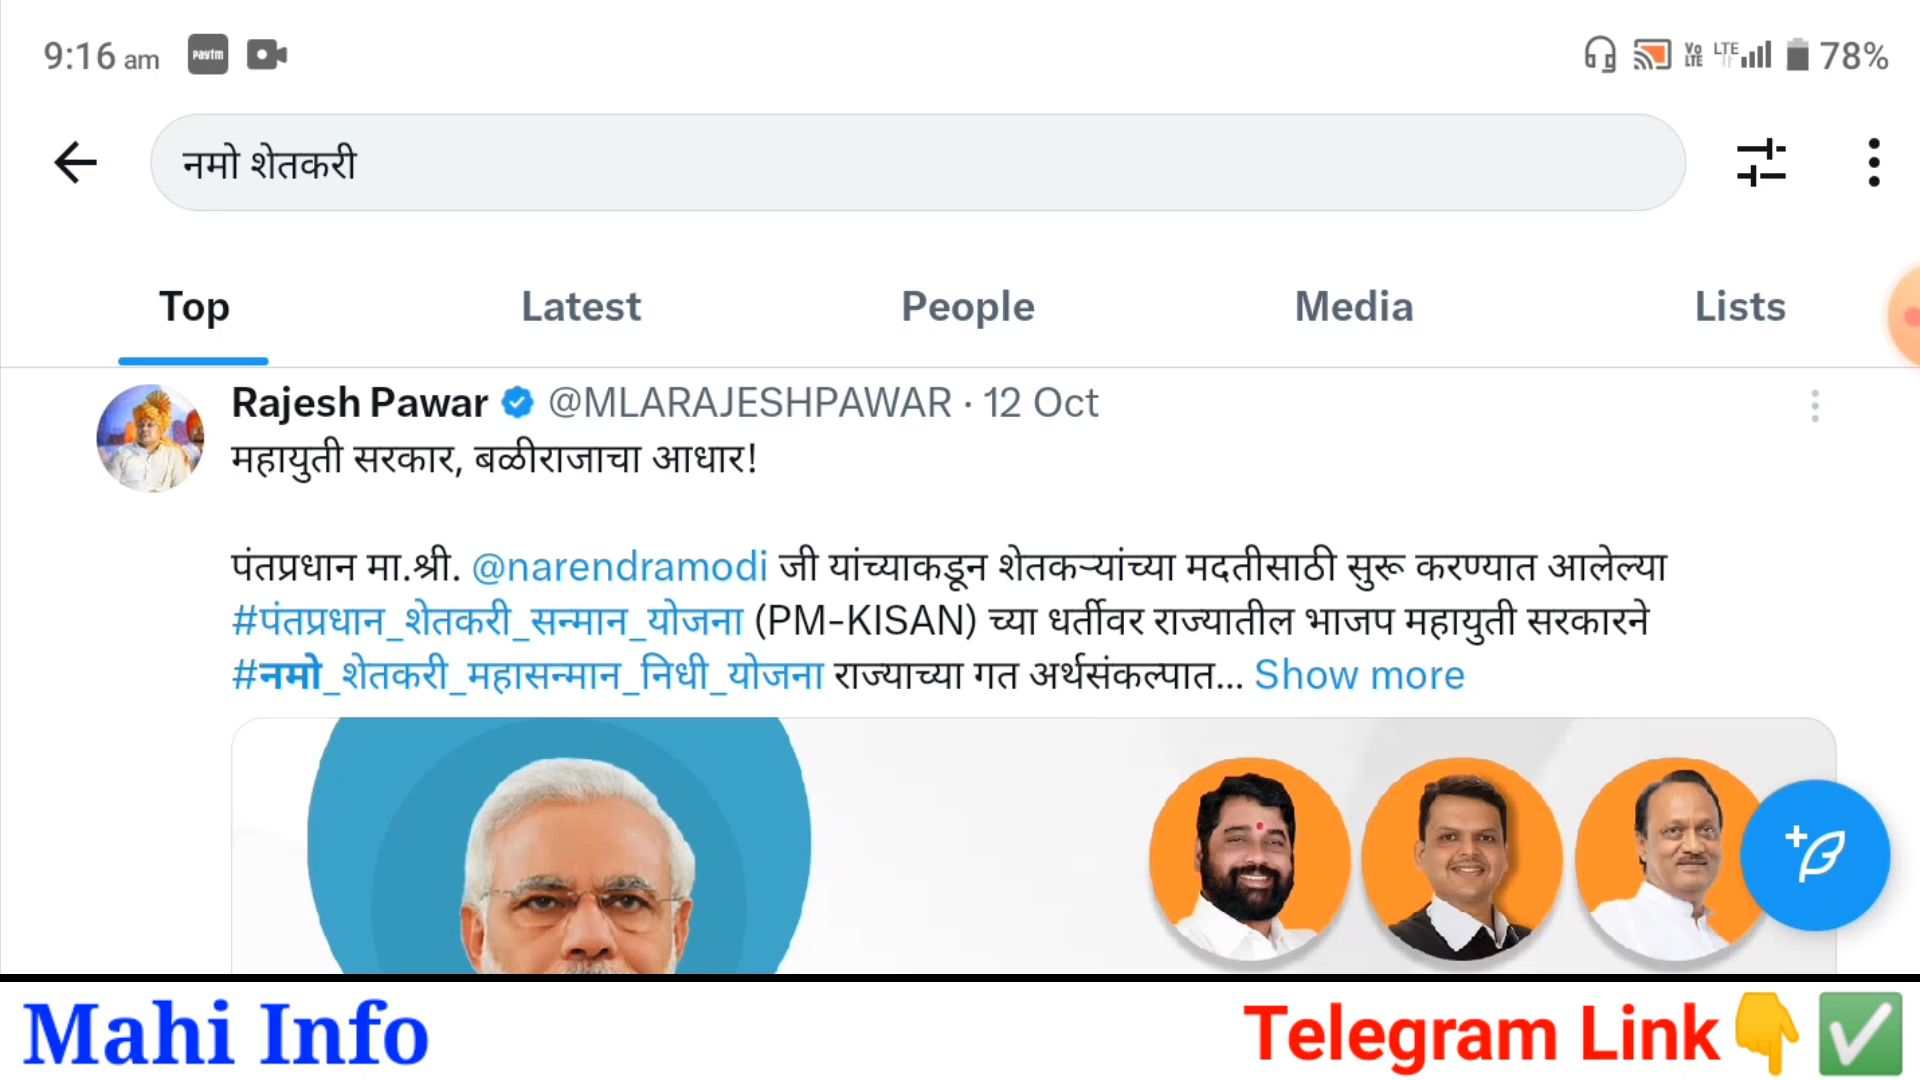 9:16 am
Paytm
Vo LTE
LTE
78%
नमो शेतकरी
Top
Latest
People
Media
Lists
Rajesh Pawar @MLARAJESHPAWAR · 12 Oct
महायुती सरकार, बळीराजाचा आधार!
पंतप्रधान मा.श्री. @narendramodi जी यांच्याकडून शेतकऱ्यांच्या मदतीसाठी सुरू करण्यात आलेल्या
#पंतप्रधान_शेतकरी_सन्मान_योजना (PM-KISAN) च्या धर्तीवर राज्यातील भाजप महायुती सरकारने
#नमो_शेतकरी_महासन्मान_निधी_योजना राज्याच्या गत अर्थसंकल्पात... Show more
Mahi Info
Telegram Link👇✅